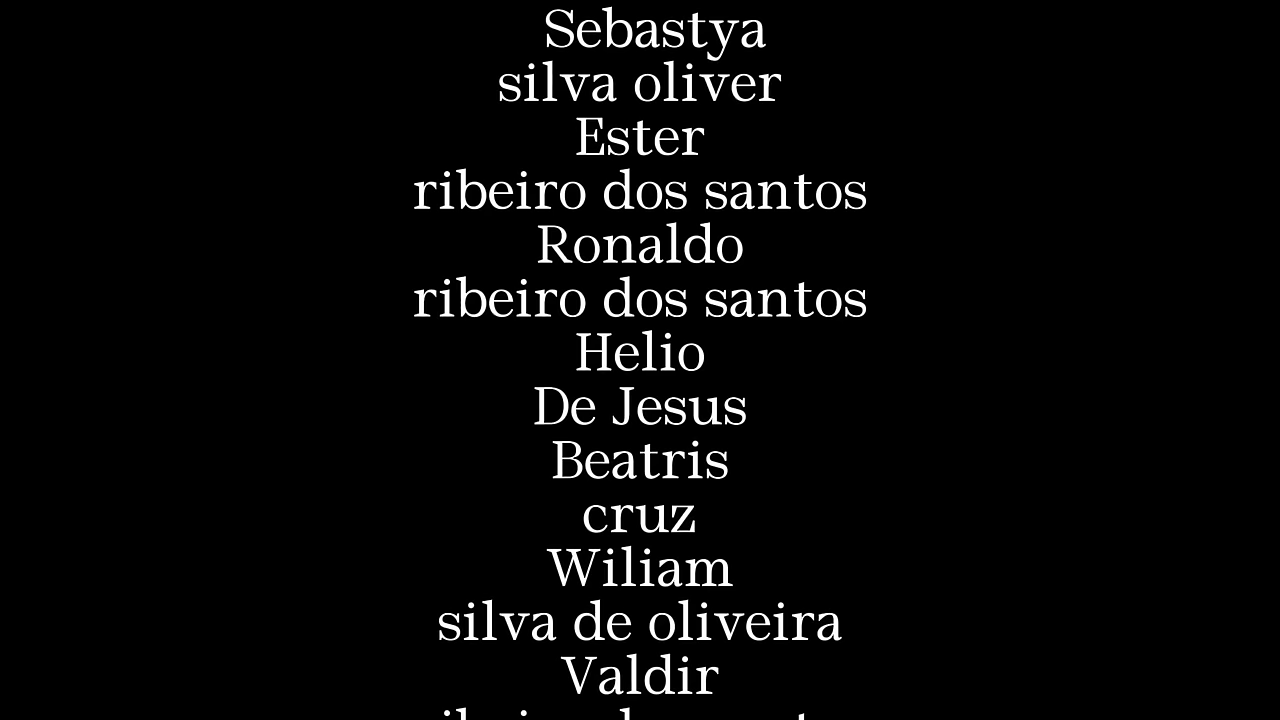 Sebastya
silva oliver
Ester
ribeiro dos santos
Ronaldo
ribeiro dos santos
Helio
De Jesus
Beatris
cruz
Wiliam
silva de oliveira
Valdir